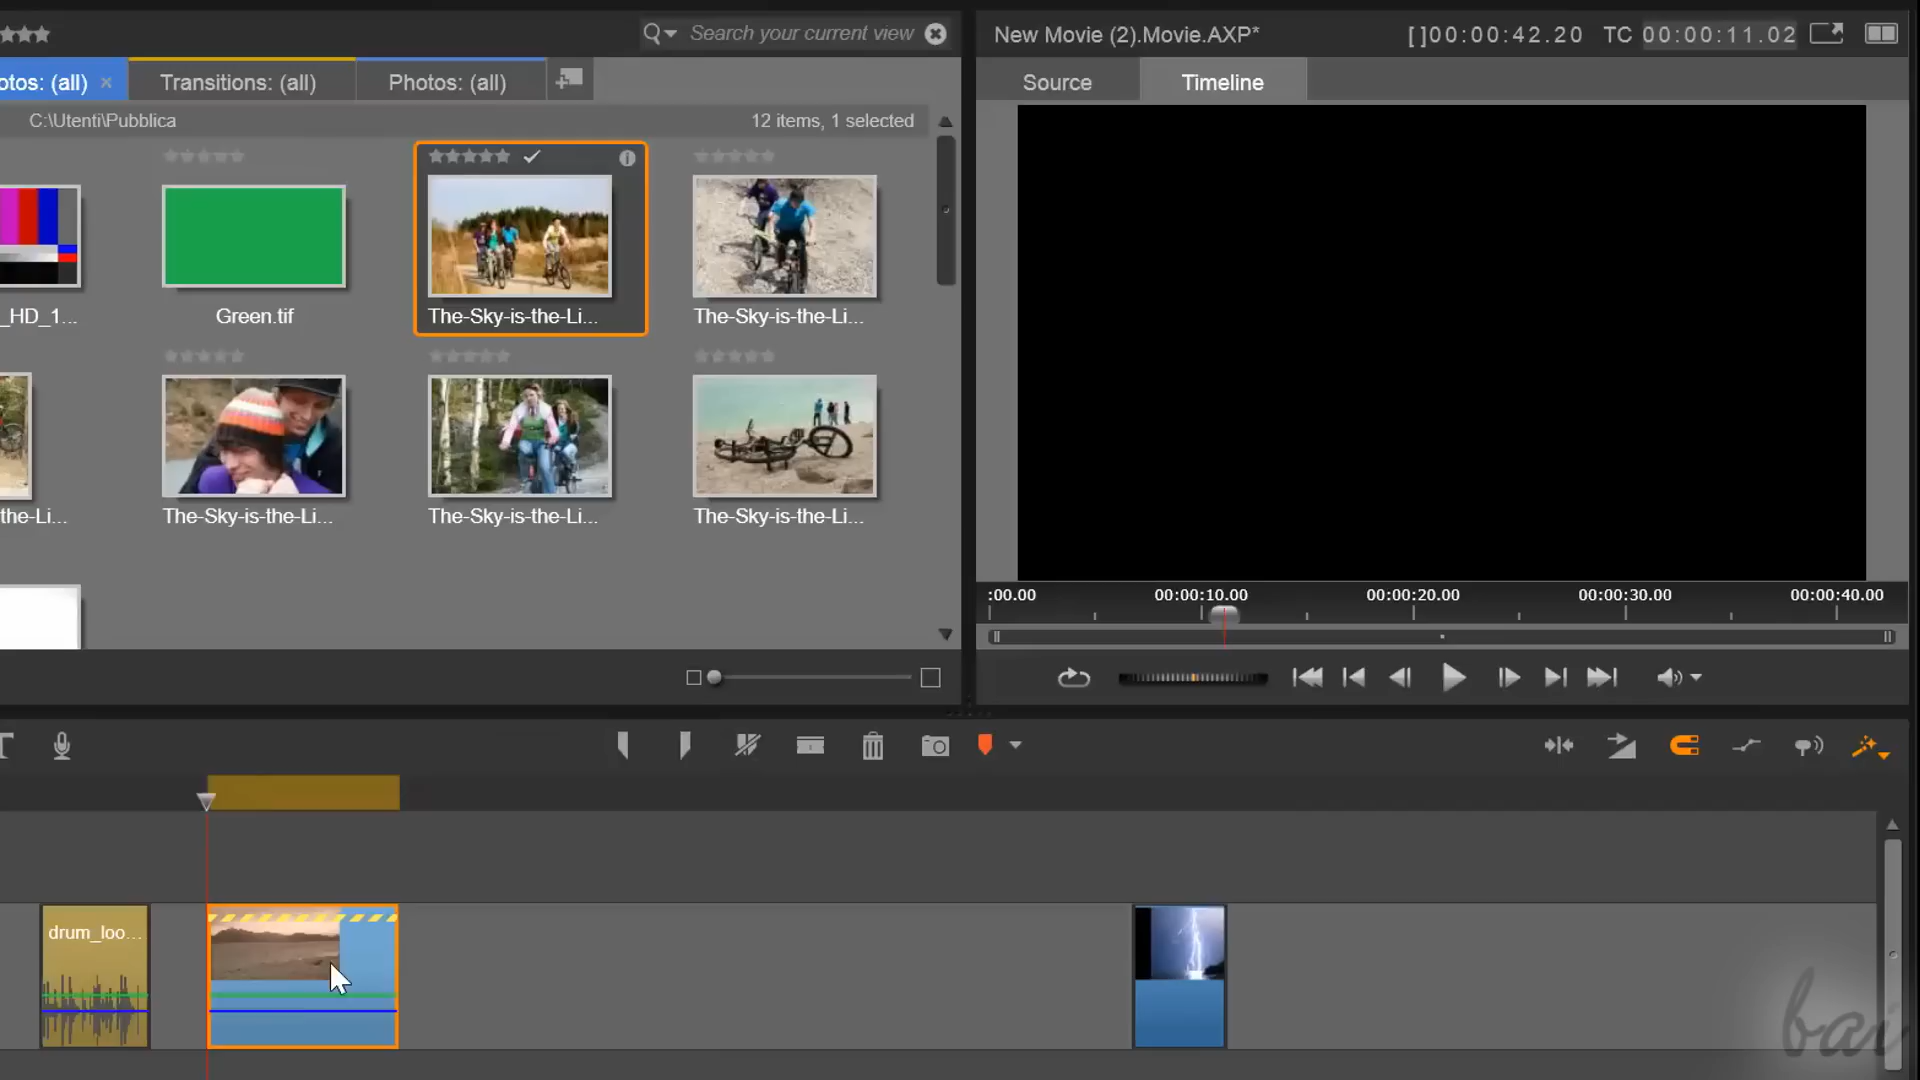 Search your current view
New Movie (2).Movie.AXP*
[]00:00:42.20
TC 00:00:11.02
otos: (all) ×
Transitions: (all)
Photos: (all)
Source
Timeline
C:\Utenti\Pubblica
12 items, 1 selected
_HD_1...
Green.tif
The-Sky-is-the-Li...
The-Sky-is-the-Li...
the-Li...
The-Sky-is-the-Li...
The-Sky-is-the-Li...
The-Sky-is-the-Li...
:00.00
00:00:10.00
00:00:20.00
00:00:30.00
00:00:40.00
drum_loo...
bai